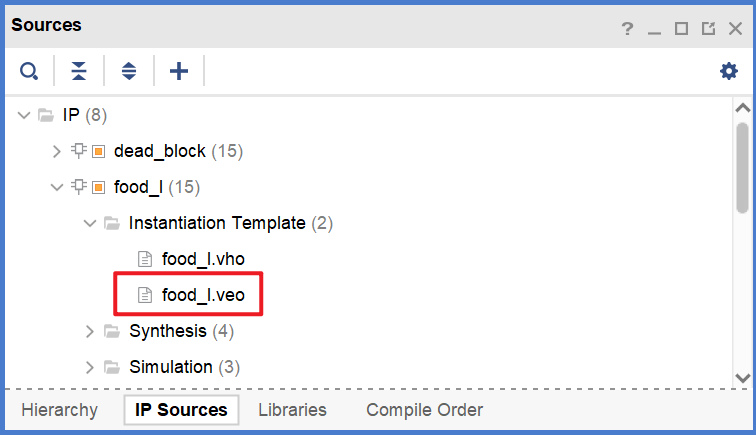 Sources
IP (8)
dead_block (15)
food_l (15)
Instantiation Template (2)
food_l.vho
food_l.veo
Synthesis (4)
Simulation (3)
Hierarchy IP Sources Libraries Compile Order